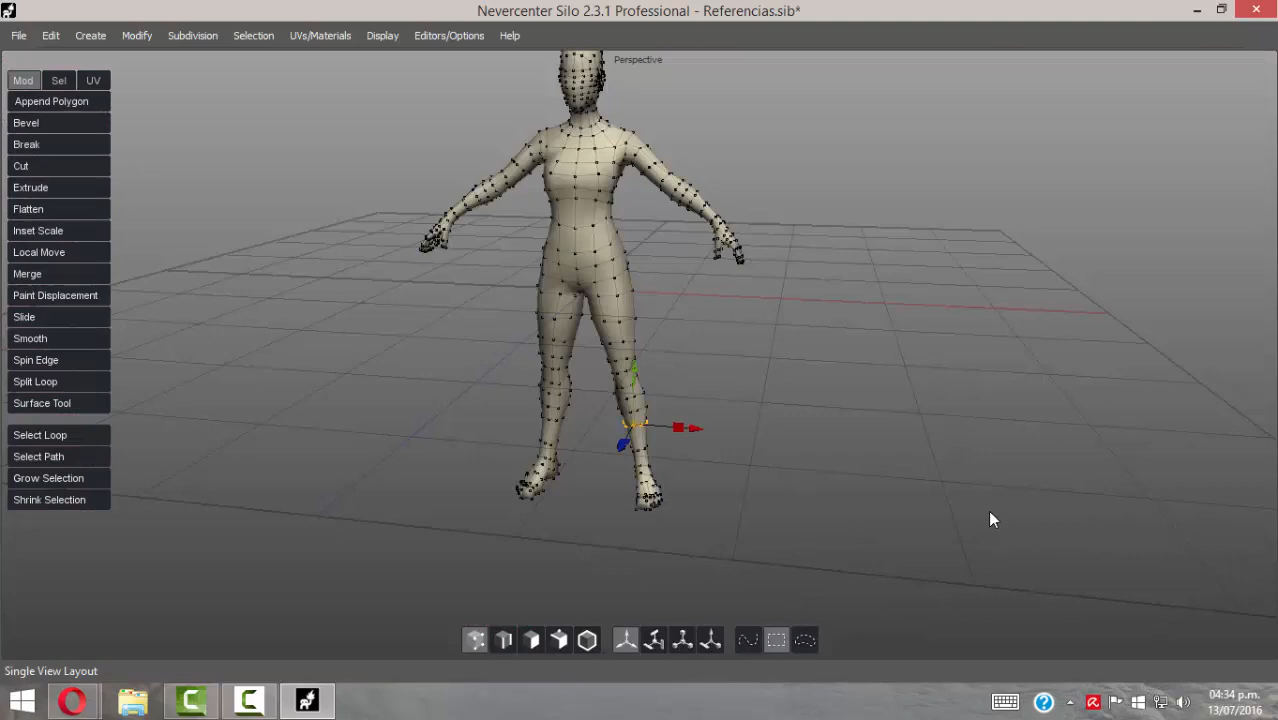 Nevercenter Silo 2.3.1 Professional - Referencias.sib*
File Edit Create Modify Subdivision Selection UVs/Materials Display Editors/Options Help
Perspective
Mod Sel UV
Append Polygon
Bevel
Break
Cut
Extrude
Flatten
Inset Scale
Local Move
Merge
Paint Displacement
Slide
Smooth
Spin Edge
Split Loop
Surface Tool
Select Loop
Select Path
Grow Selection
Shrink Selection
Single View Layout
04:34 p.m.
13/07/2016